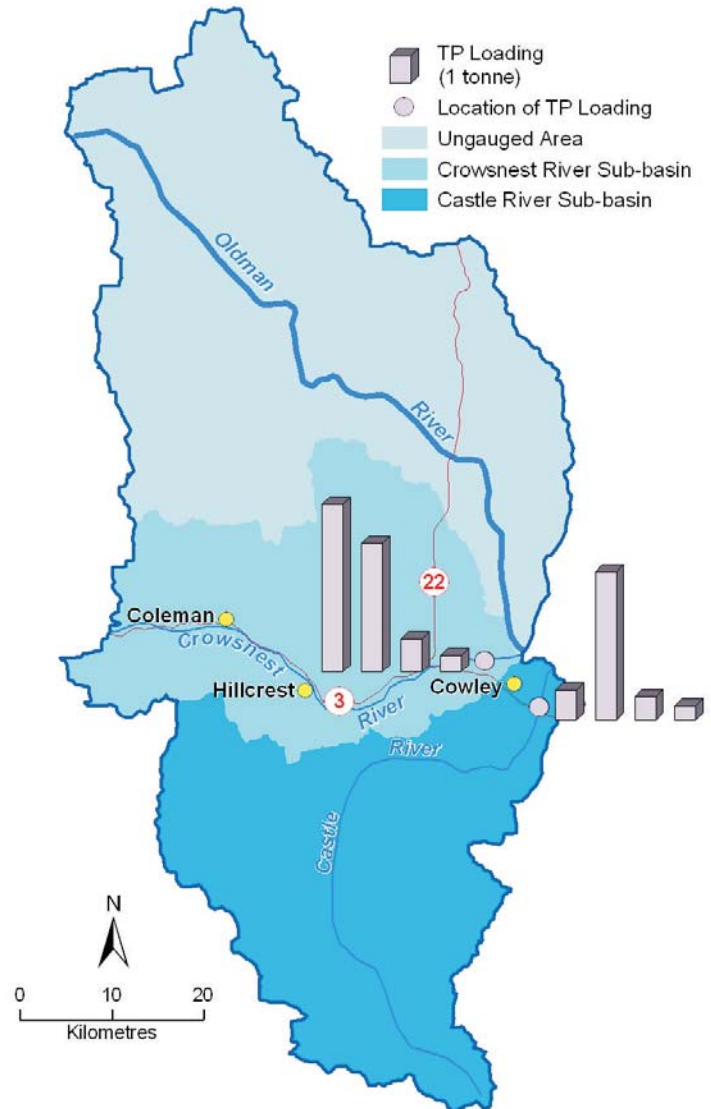 TP Loading
(1 tonne)
Location of TP Loading
Ungauged Area
Crowsnest River Sub-basin
Castle River Sub-basin
Oldman
River
22
Coleman
Crowsnest
Hillcrest
3
River
Cowley
River
Castle
N
0 10 20
Kilometres